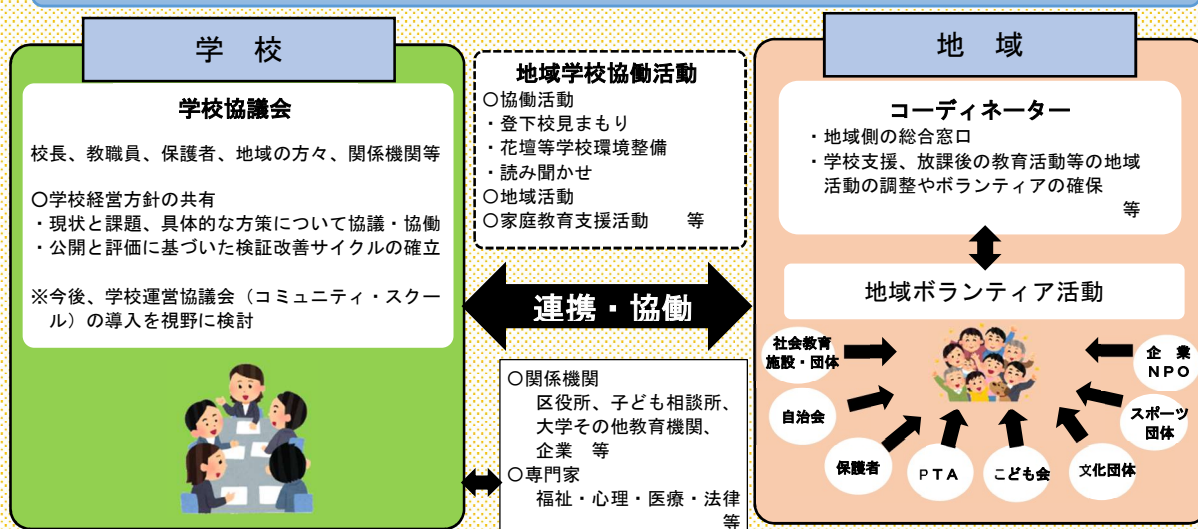 学　校
学校協議会
校長、教職員、保護者、地域の方々、関係機関等
〇学校経営方針の共有
・現状と課題、具体的な方策について協議・協働
・公開と評価に基づいた検証改善サイクルの確立
※今後、学校運営協議会（コミュニティ・スクー
ル）の導入を視野に検討
地域学校協働活動
〇協働活動
・登下校見まもり
・花壇等学校環境整備
・読み聞かせ
〇地域活動
〇家庭教育支援活動　　等
連携・協働
〇関係機関
区役所、子ども相談所、
大学その他教育機関、
企業　等
〇専門家
福祉・心理・医療・法律
等
地　域
コーディネーター
・地域側の総合窓口
・学校支援、放課後の教育活動等の地域
活動の調整やボランティアの確保
等
地域ボランティア活動
社会教育
施設・団体
自治会
保護者
ＰＴＡ
こども会
文化団体
スポーツ
団体
企　業
ＮＰＯ